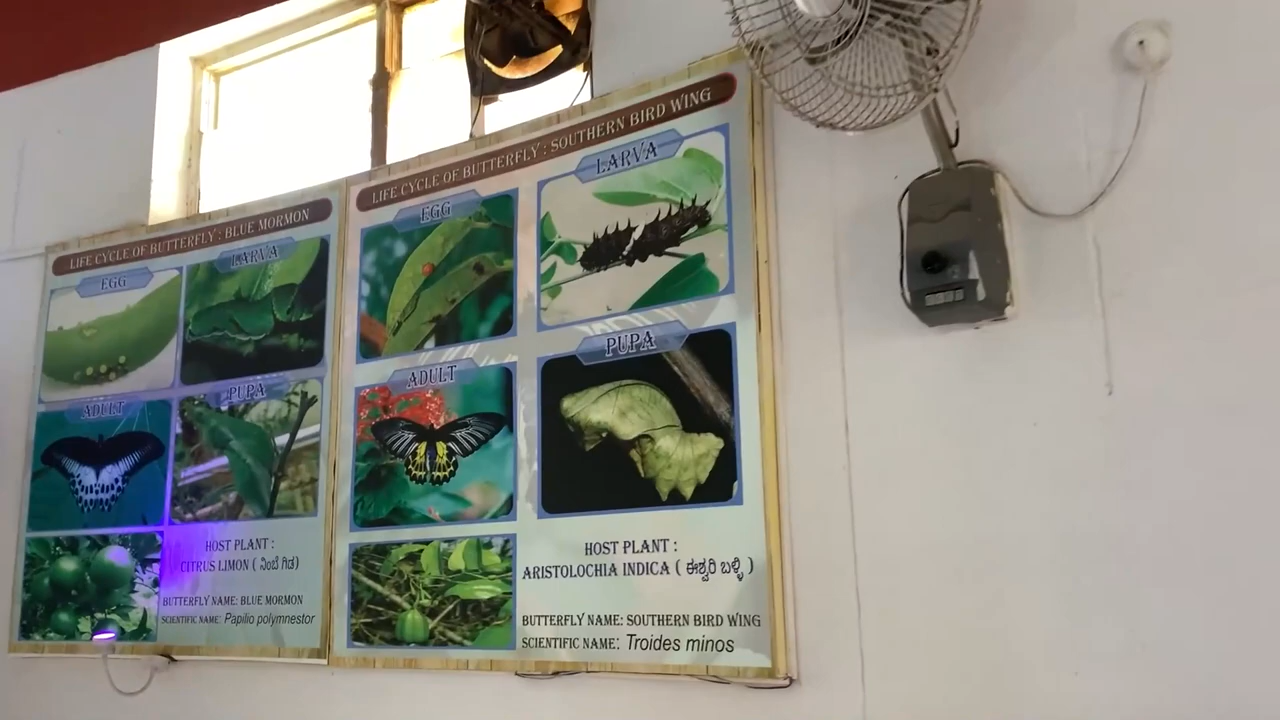 LIFE CYCLE OF BUTTERFLY : BLUE MORMON
EGG
LARVA
ADULT
PUPA
HOST PLANT :
CITRUS LIMON ( ನಿಂಬೆ ಗಿಡ)
BUTTERFLY NAME: BLUE MORMON
SCIENTIFIC NAME: Papilio polymnestor
LIFE CYCLE OF BUTTERFLY : SOUTHERN BIRD WING
EGG
LARVA
ADULT
PUPA
HOST PLANT :
ARISTOLOCHIA INDICA ( ಈಶ್ವರಿ ಬಳ್ಳಿ )
BUTTERFLY NAME: SOUTHERN BIRD WING
SCIENTIFIC NAME: Troides minos